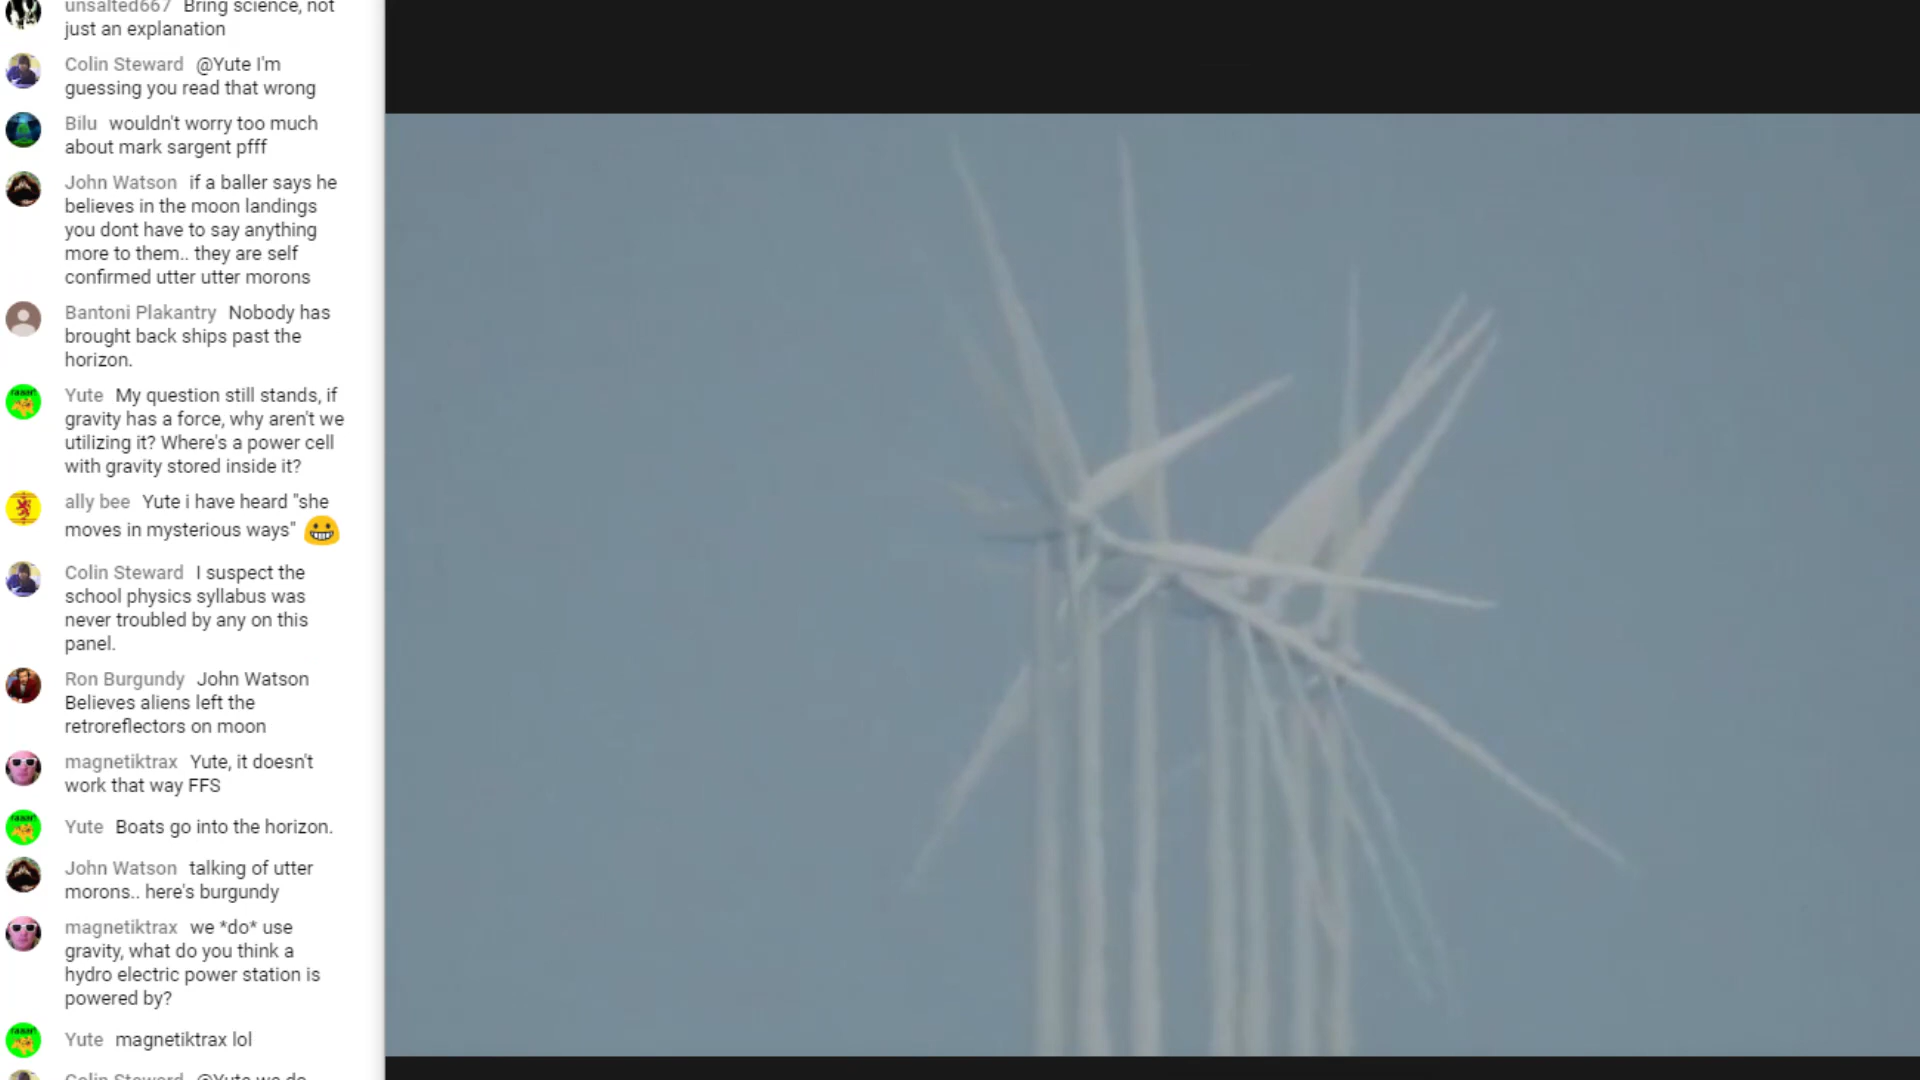 unsalted667 Bring science, not
just an explanation
Colin Steward @Yute I'm
guessing you read that wrong
Bilu wouldn't worry too much
about mark sargent pfff
John Watson if a baller says he
believes in the moon landings
you dont have to say anything
more to them.. they are self
confirmed utter utter morons
Bantoni Plakantry Nobody has
brought back ships past the
horizon.
Yute My question still stands, if
gravity has a force, why aren't we
utilizing it? Where's a power cell
with gravity stored inside it?
ally bee Yute i have heard "she
moves in mysterious ways"
Colin Steward I suspect the
school physics syllabus was
never troubled by any on this
panel.
Ron Burgundy John Watson
Believes aliens left the
retroreflectors on moon
magnetiktrax Yute, it doesn't
work that way FFS
Yute Boats go into the horizon.
John Watson talking of utter
morons.. here's burgundy
magnetiktrax we *do* use
gravity, what do you think a
hydro electric power station is
powered by?
Yute magnetiktrax lol
Colin Steward @Yute we do